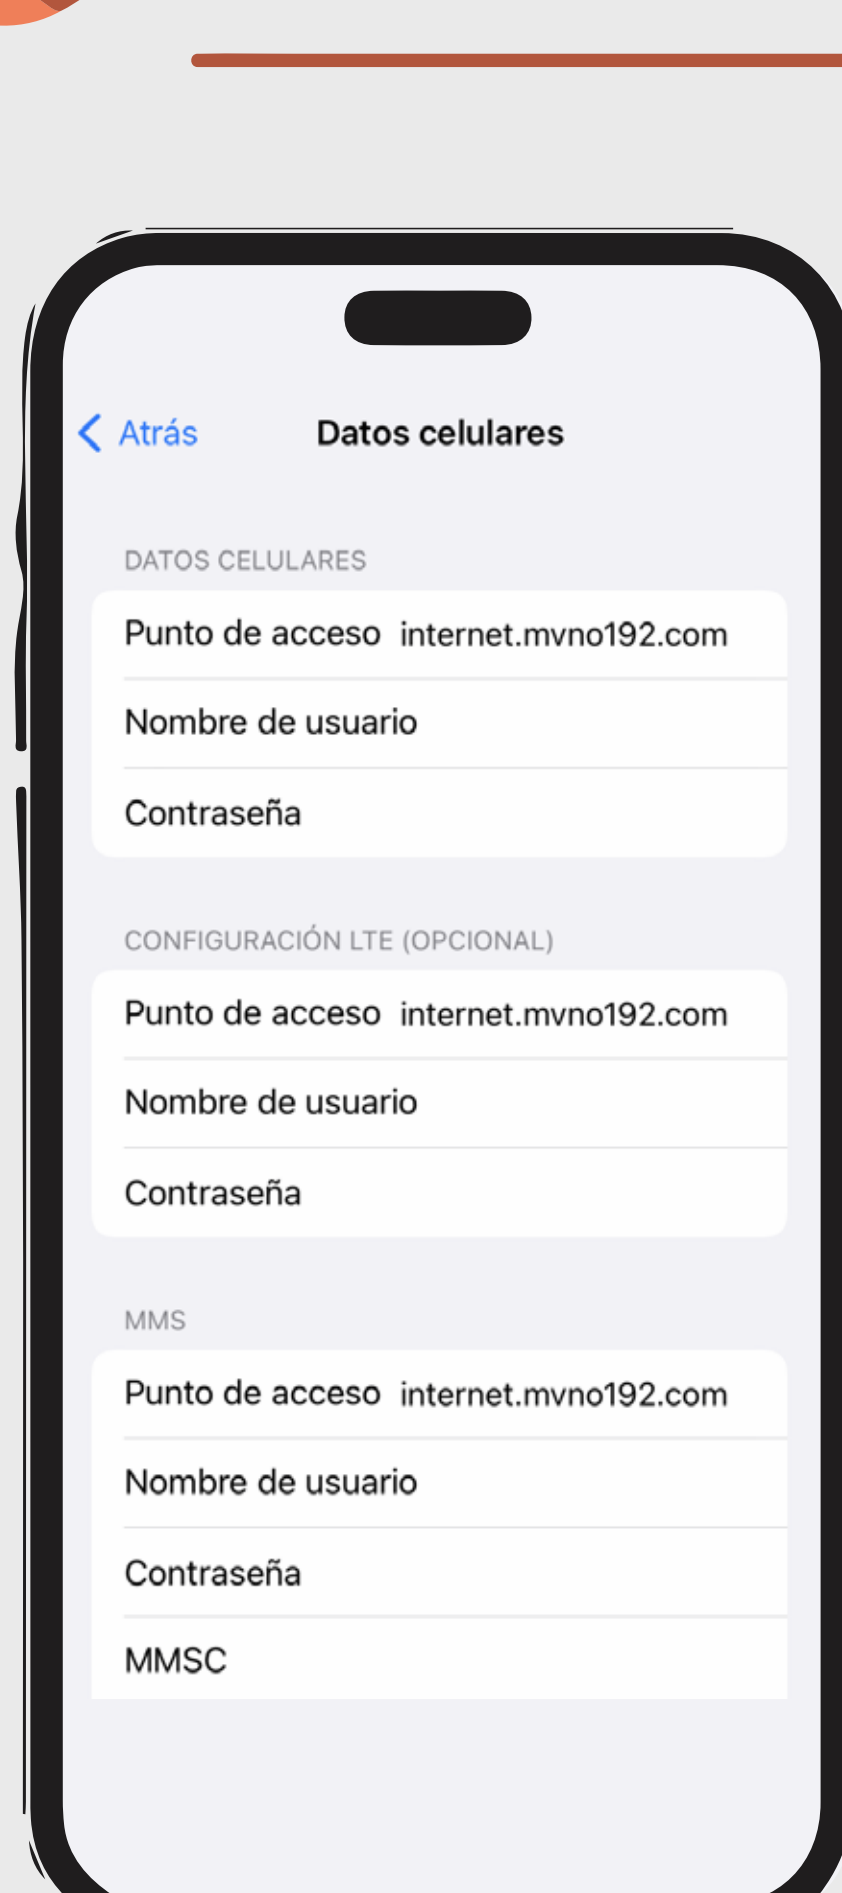 Atrás
Datos celulares
DATOS CELULARES
Punto de acceso internet.mvno192.com
Nombre de usuario
Contraseña
CONFIGURACIÓN LTE (OPCIONAL)
Punto de acceso internet.mvno192.com
Nombre de usuario
Contraseña
MMS
Punto de acceso internet.mvno192.com
Nombre de usuario
Contraseña
MMSC